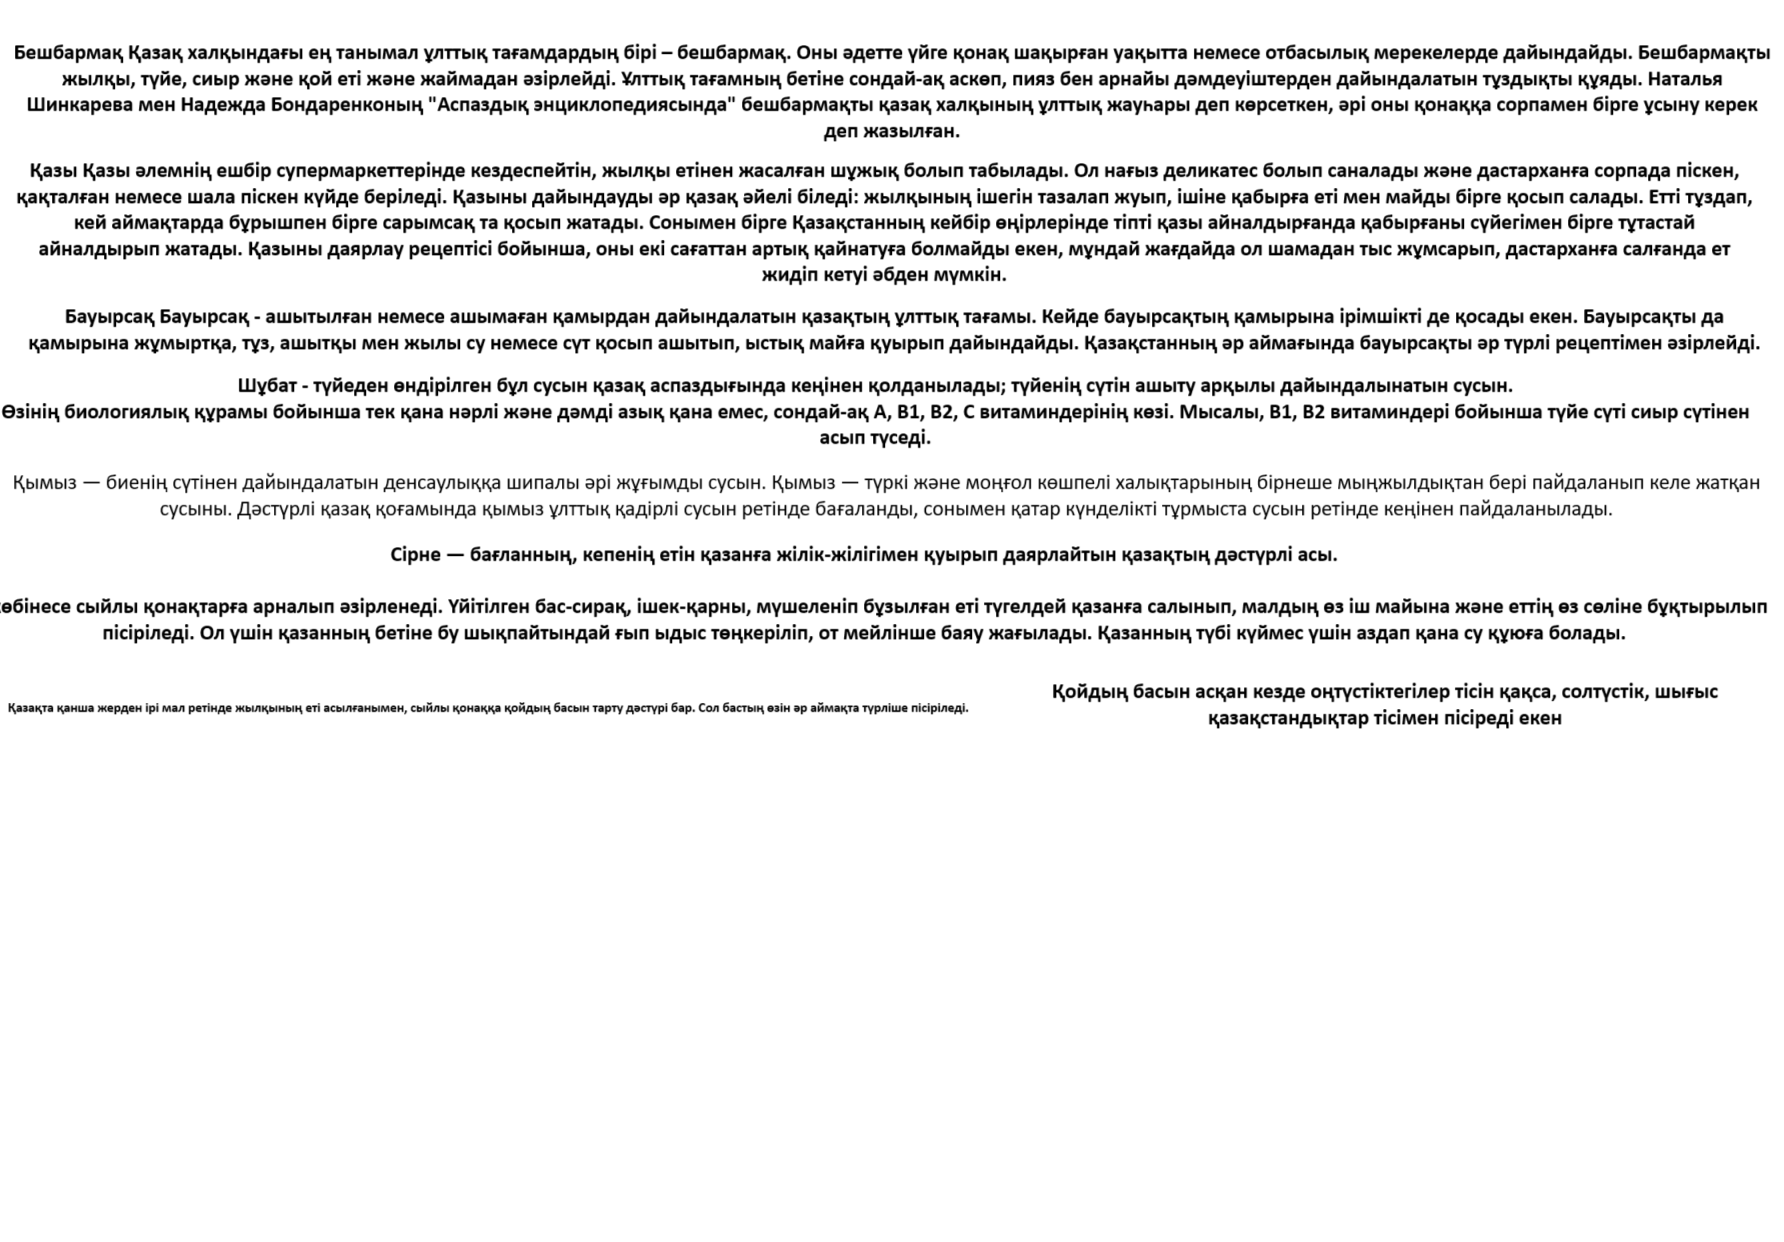 Бешбармақ Қазақ халқындағы ең танымал ұлттық тағамдардың бірі – бешбармақ. Оны әдетте үйге қонақ шақырған уақытта немесе отбасылық мерекелерде дайындайды. Бешбармақты
жылқы, түйе, сиыр және қой еті және жаймадан әзірлейді. Ұлттық тағамның бетіне сондай-ақ аскөп, пияз бен арнайы дәмдеуіштерден дайындалатын тұздықты құяды. Наталья
Шинкарева мен Надежда Бондаренконың "Аспаздық энциклопедиясында" бешбармақты қазақ халқының ұлттық жауһары деп көрсеткен, әрі оны қонаққа сорпамен бірге ұсыну керек
деп жазылған.
Қазы Қазы әлемнің ешбір супермаркеттерінде кездеспейтін, жылқы етінен жасалған шұжық болып табылады. Ол нағыз деликатес болып саналады және дастарханға сорпада піскен,
қақталған немесе шала піскен күйде беріледі. Қазыны дайындауды әр қазақ әйелі біледі: жылқының ішегін тазалап жуып, ішіне қабырға еті мен майды бірге қосып салады. Етті тұздап,
кей аймақтарда бұрышпен бірге сарымсақ та қосып жатады. Сонымен бірге Қазақстанның кейбір өңірлерінде тіпті қазы айналдырғанда қабырғаны сүйегімен бірге тұтастай
айналдырып жатады. Қазыны даярлау рецептісі бойынша, оны екі сағаттан артық қайнатуға болмайды екен, мұндай жағдайда ол шамадан тыс жұмсарып, дастарханға салғанда ет
жидіп кетуі әбден мүмкін.
Бауырсақ Бауырсақ - ашытылған немесе ашымаған қамырдан дайындалатын қазақтың ұлттық тағамы. Кейде бауырсақтың қамырына ірімшікті де қосады екен. Бауырсақты да
қамырына жұмыртқа, тұз, ашытқы мен жылы су немесе сүт қосып ашытып, ыстық майға қуырып дайындайды. Қазақстанның әр аймағында бауырсақты әр түрлі рецептімен әзірлейді.
Шұбат - түйеден өндірілген бұл сусын қазақ аспаздығында кеңінен қолданылады; түйенің сүтін ашыту арқылы дайындалынатын сусын.
Өзінің биологиялық құрамы бойынша тек қана нәрлі және дәмді азық қана емес, сондай-ақ А, В1, В2, С витаминдерінің көзі. Мысалы, В1, В2 витаминдері бойынша түйе сүті сиыр сүтінен
асып түседі.
Қымыз — биенің сүтінен дайындалатын денсаулыққа шипалы әрі жұғымды сусын. Қымыз — түркі және моңғол көшпелі халықтарының бірнеше мыңжылдықтан бері пайдаланып келе жатқан
сусыны. Дәстүрлі қазақ қоғамында қымыз ұлттық қадірлі сусын ретінде бағаланды, сонымен қатар күнделікті тұрмыста сусын ретінде кеңінен пайдаланылады.
Сірне — бағланның, кепенің етін қазанға жілік-жілігімен қуырып даярлайтын қазақтың дәстүрлі асы.
көбінесе сыйлы қонақтарға арналып әзірленеді. Үйітілген бас-сирақ, ішек-қарны, мүшеленіп бұзылған еті түгелдей қазанға салынып, малдың өз іш майына және еттің өз сөліне бұқтырылып
пісіріледі. Ол үшін қазанның бетіне бу шықпайтындай ғып ыдыс төңкеріліп, от мейлінше баяу жағылады. Қазанның түбі күймес үшін аздап қана су құюға болады.
Қазақта қанша жерден ірі мал ретінде жылқының еті асылғанымен, сыйлы қонаққа қойдың басын тарту дәстүрі бар. Сол бастың өзін әр аймақта түрліше пісіріледі.
Қойдың басын асқан кезде оңтүстіктегілер тісін қақса, солтүстік, шығыс
қазақстандықтар тісімен пісіреді екен